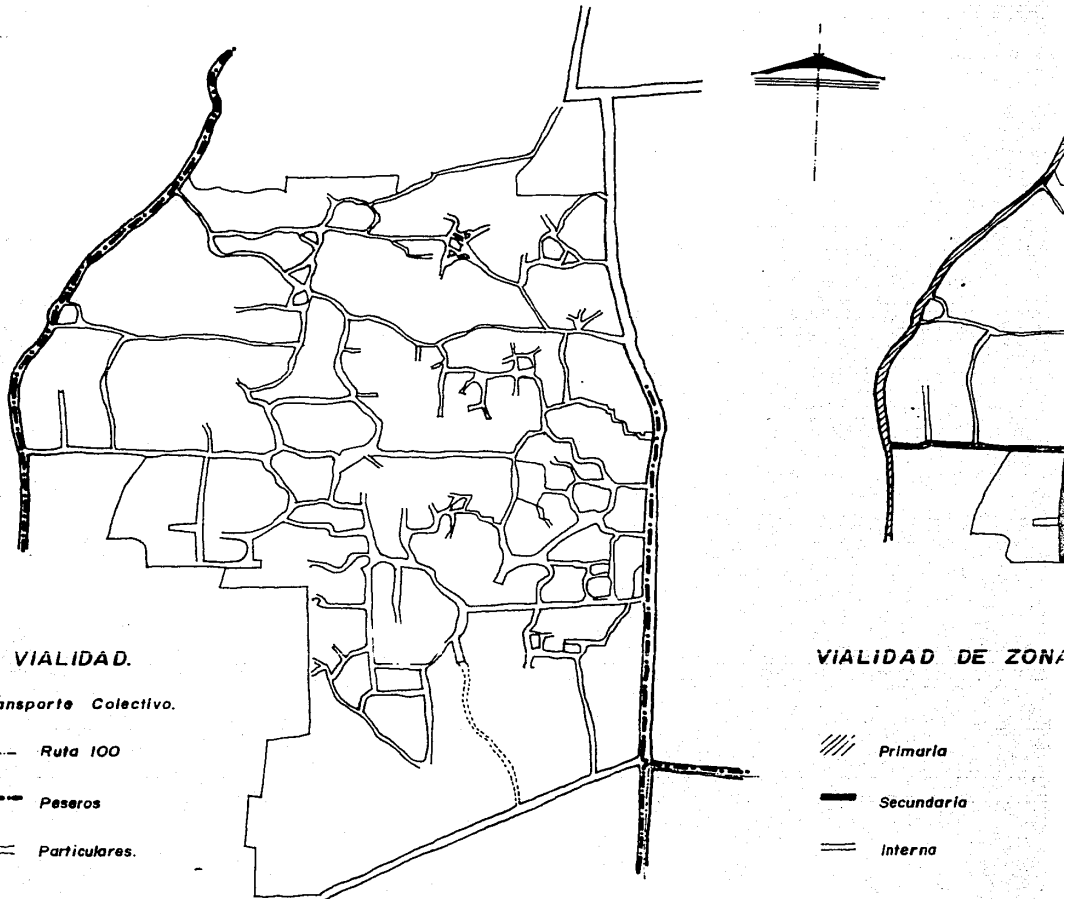 VIALIDAD.
ansporte Colectivo.
Ruta 100
Peseros
Particulares.
VIALIDAD DE ZONA
Primaria
Secundaria
Interna